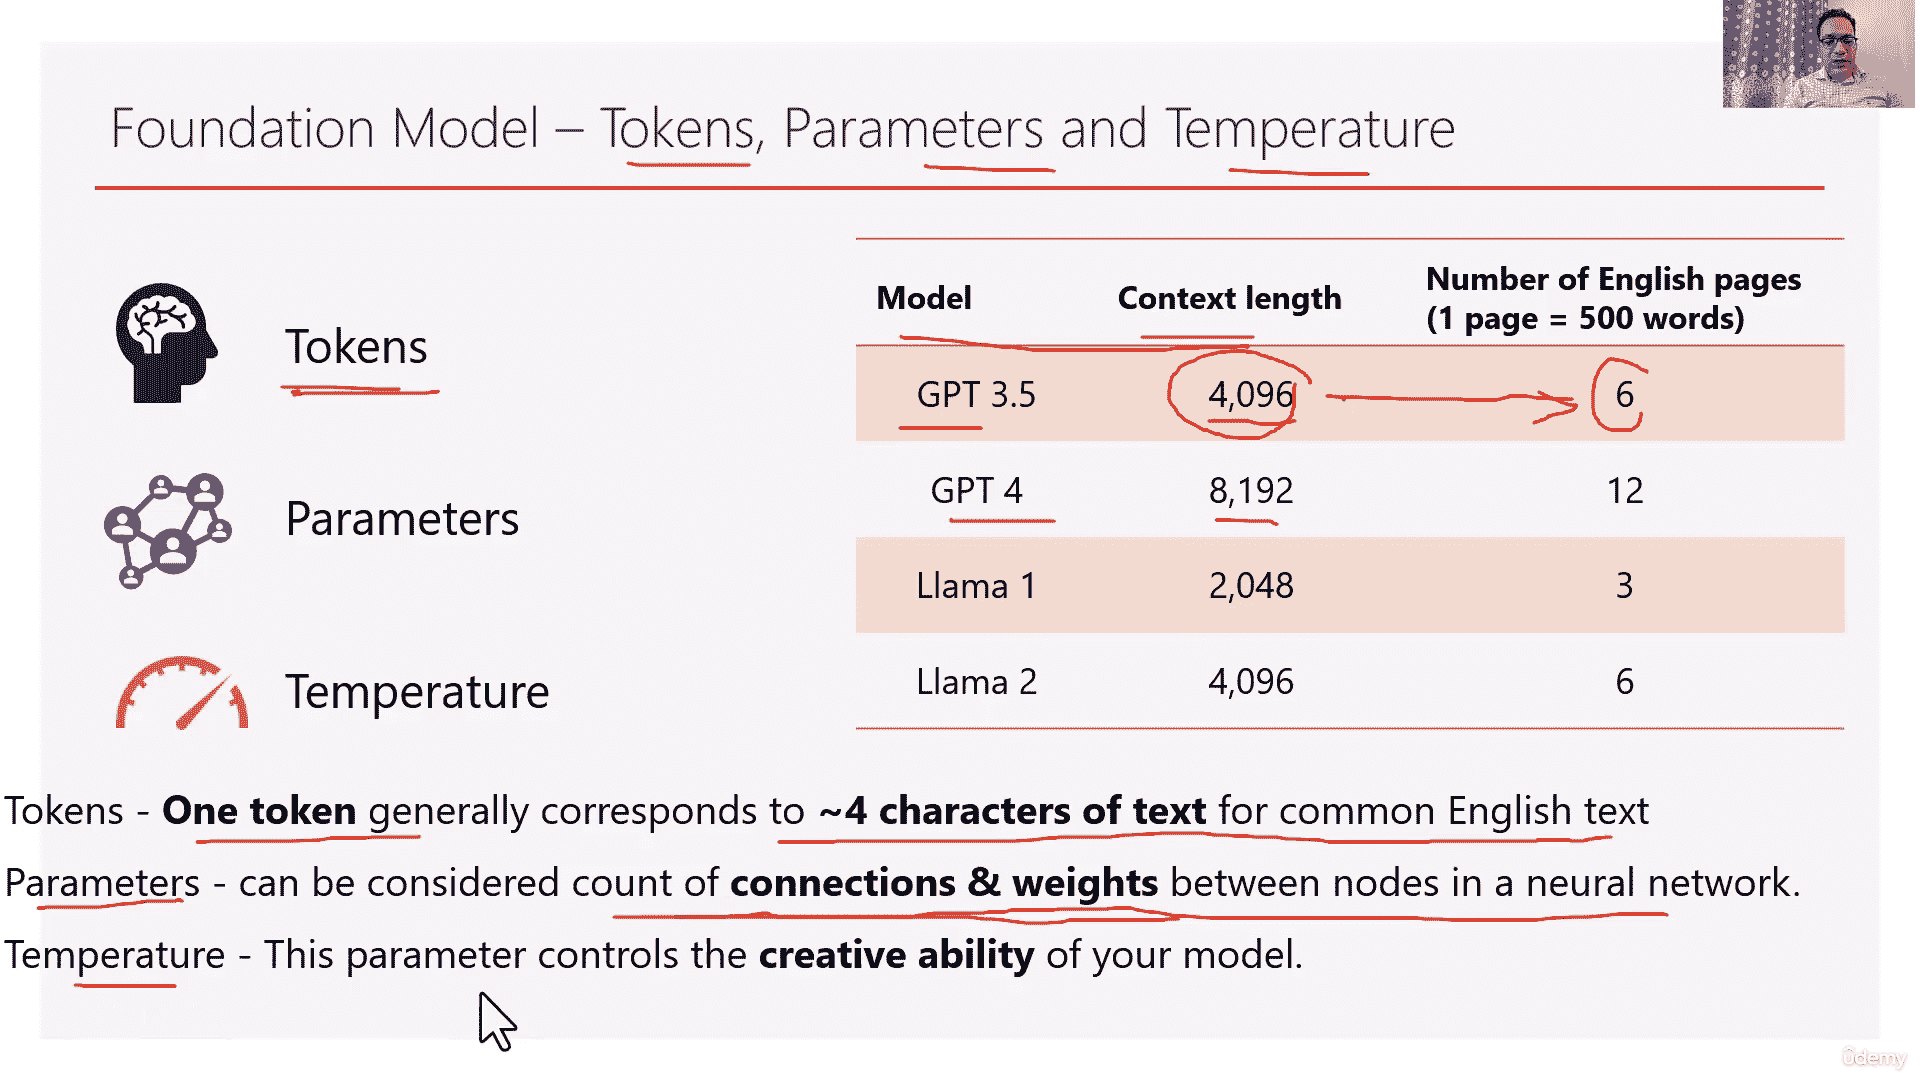 Foundation Model – Tokens, Parameters and Temperature
Tokens
Parameters
Temperature
Model Context length Number of English pages
(1 page = 500 words)
GPT 3.5 4,096 6
GPT 4 8,192 12
Llama 1 2,048 3
Llama 2 4,096 6
Tokens - One token generally corresponds to ~4 characters of text for common English text
Parameters - can be considered count of connections & weights between nodes in a neural network.
Temperature - This parameter controls the creative ability of your model.
ûdemy